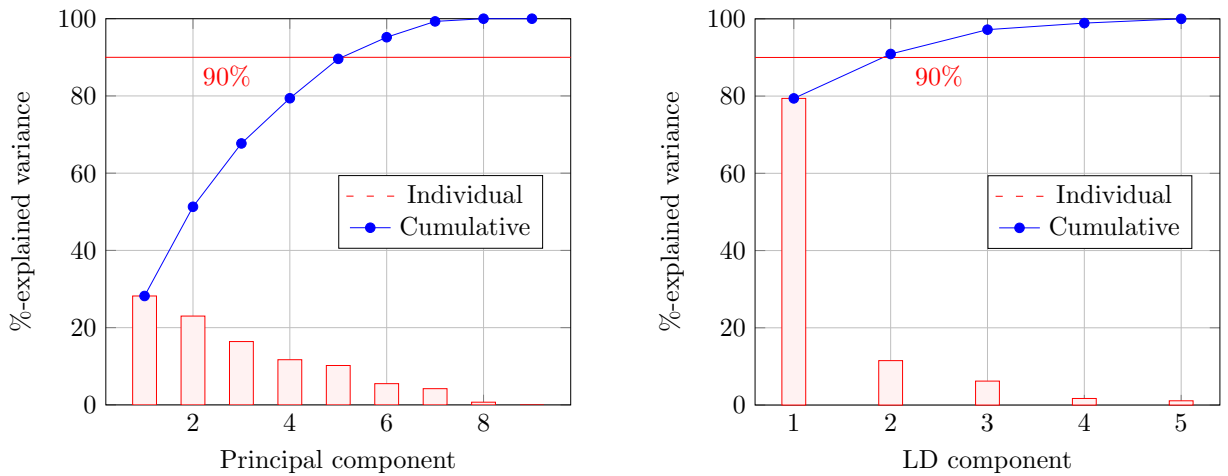 %-explained variance
100
80
60
40
20
0
90%
Individual
Cumulative
2
4
6
8
Principal component
%-explained variance
100
80
60
40
20
0
90%
Individual
Cumulative
1
2
3
4
5
LD component